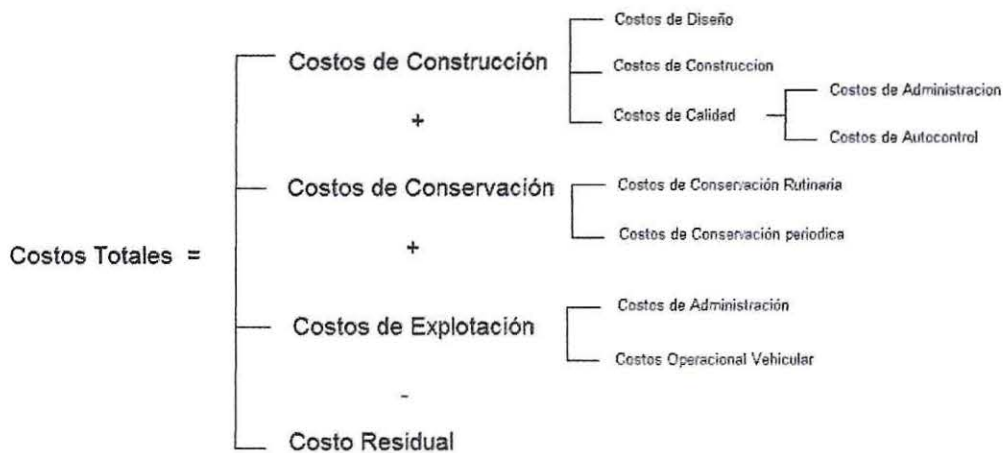 Costos Totales =
Costos de Construcción
Costos de Diseño
Costos de Construccion
Costos de Calidad
Costos de Administracion
Costos de Autocontrol
+
Costos de Conservación
Costos de Conservación Rutinaria
Costos de Conservación periodica
+
Costos de Explotación
Costos de Administración
Costos Operacional Vehicular
-
Costo Residual